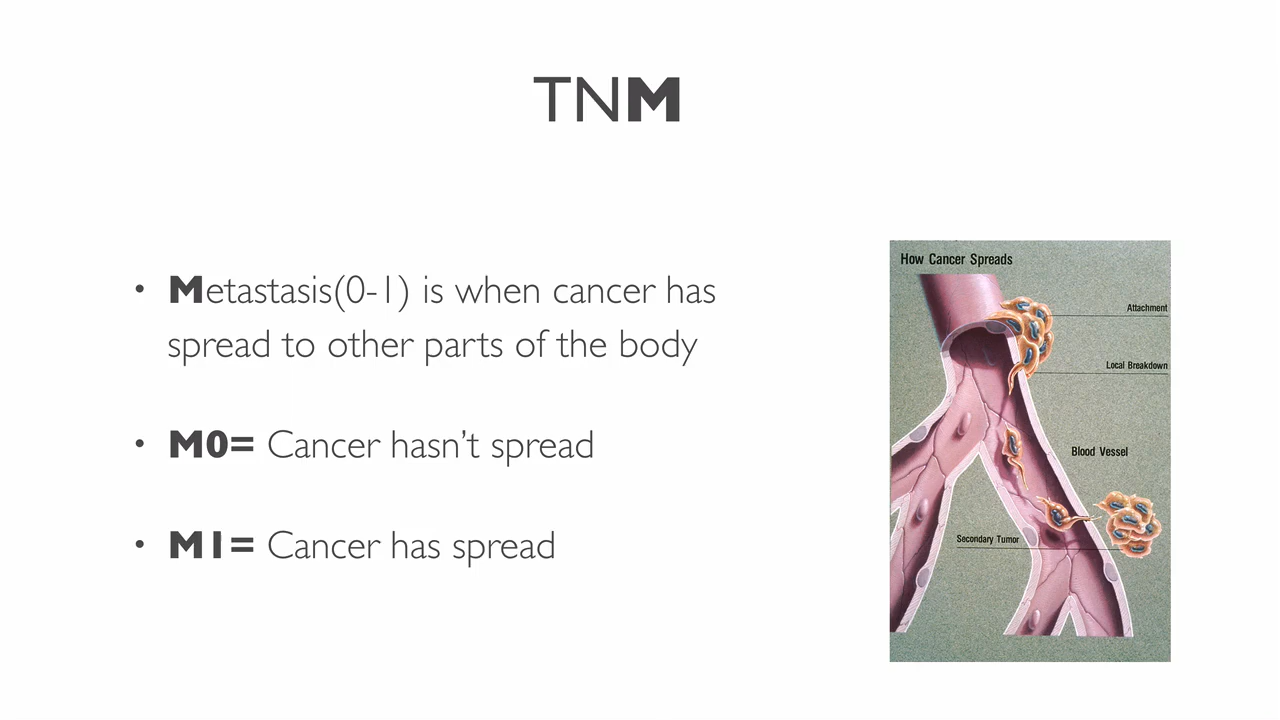 TNM
• Metastasis(0-1) is when cancer has
spread to other parts of the body
• M0= Cancer hasn't spread
• M1= Cancer has spread
How Cancer Spreads
Attachment
Local Breakdown
Blood Vessel
Secondary Tumor